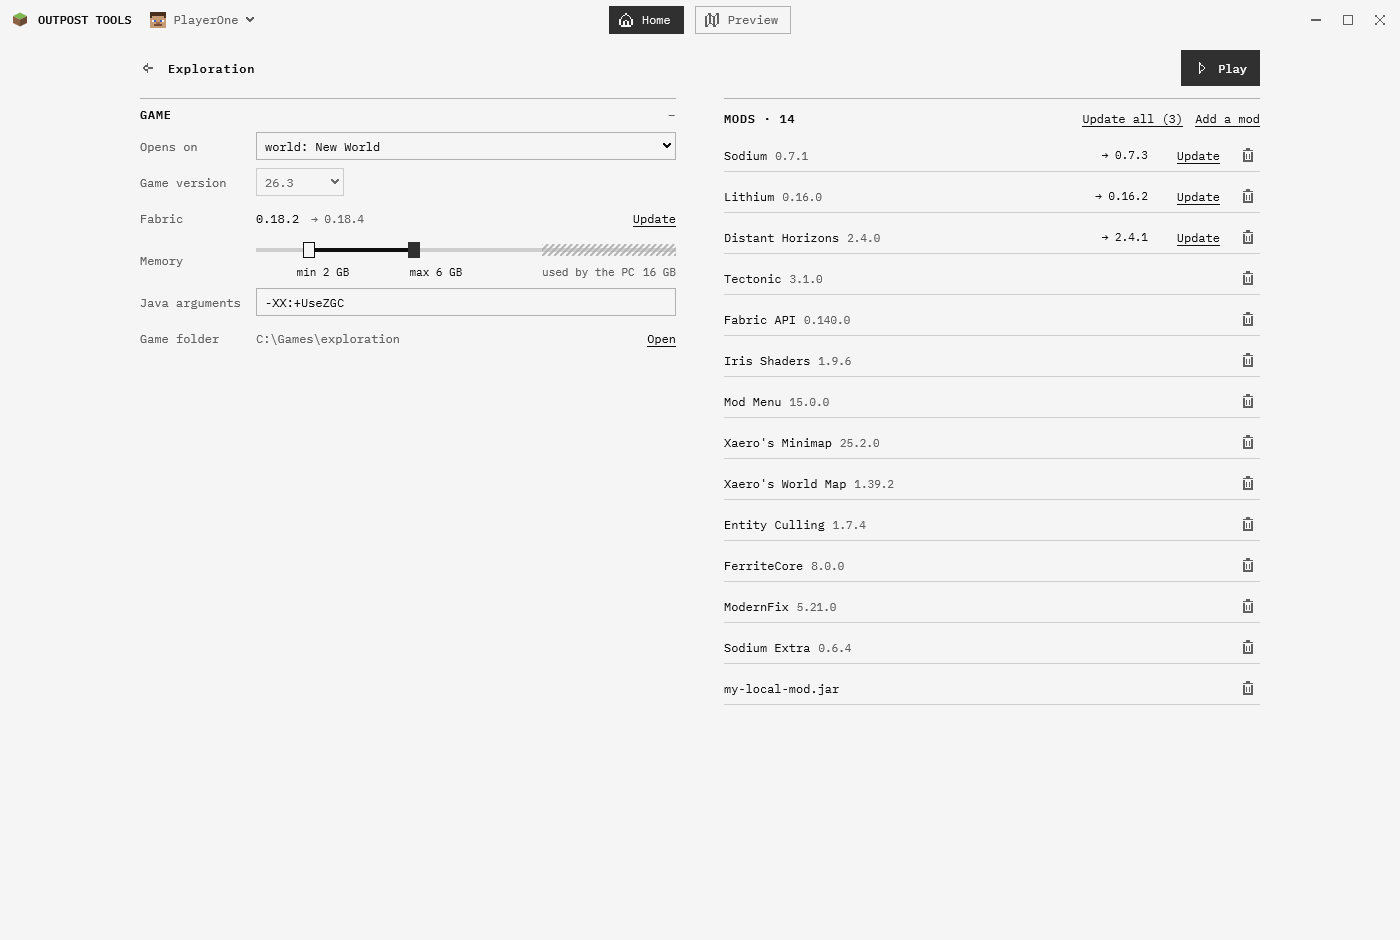 OUTPOST TOOLS PlayerOne Home Preview
Exploration Play
GAME −
Opens on world: New World
Game version 26.3
Fabric 0.18.2 → 0.18.4 Update
Memory
min 2 GB max 6 GB used by the PC 16 GB
Java arguments -XX:+UseZGC
Game folder C:\Games\exploration Open
MODS · 14 Update all (3) Add a mod
Sodium 0.7.1 → 0.7.3 Update
Lithium 0.16.0 → 0.16.2 Update
Distant Horizons 2.4.0 → 2.4.1 Update
Tectonic 3.1.0
Fabric API 0.140.0
Iris Shaders 1.9.6
Mod Menu 15.0.0
Xaero's Minimap 25.2.0
Xaero's World Map 1.39.2
Entity Culling 1.7.4
FerriteCore 8.0.0
ModernFix 5.21.0
Sodium Extra 0.6.4
my-local-mod.jar